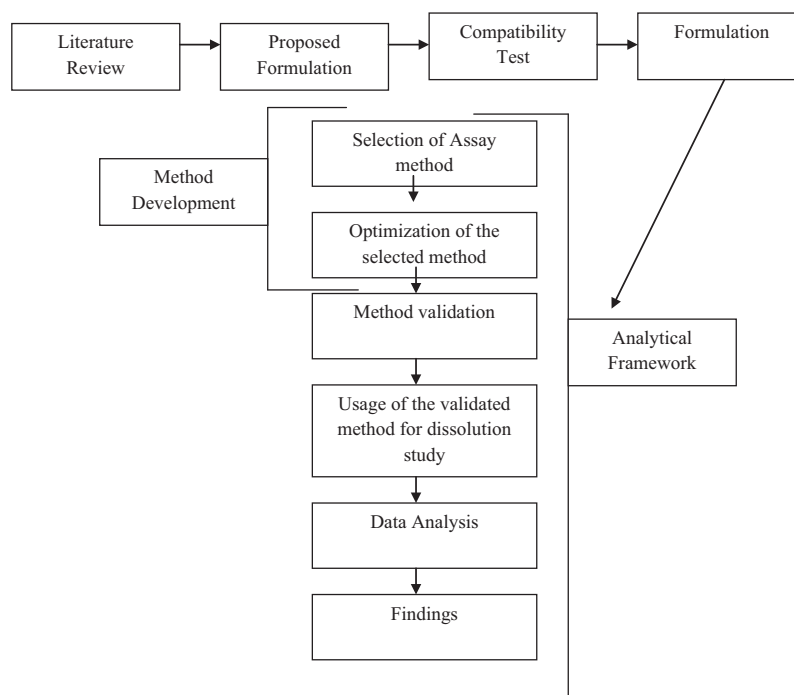 Literature
Review
Proposed
Formulation
Compatibility
Test
Formulation
Selection of Assay
method
Method
Development
Optimization of the
selected method
Method validation
Analytical
Framework
Usage of the validated
method for dissolution
study
Data Analysis
Findings